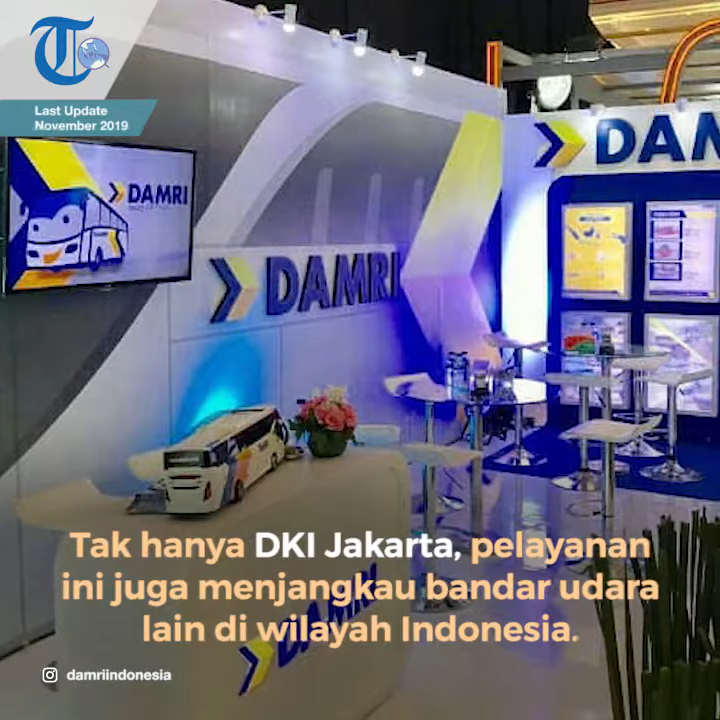 T
Last Update
November 2019
DAMRI
DAMRI
DAM
Tak hanya DKI Jakarta, pelayanan
ini juga menjangkau bandar udara
lain di wilayah Indonesia.
DAMRI
damriindonesia